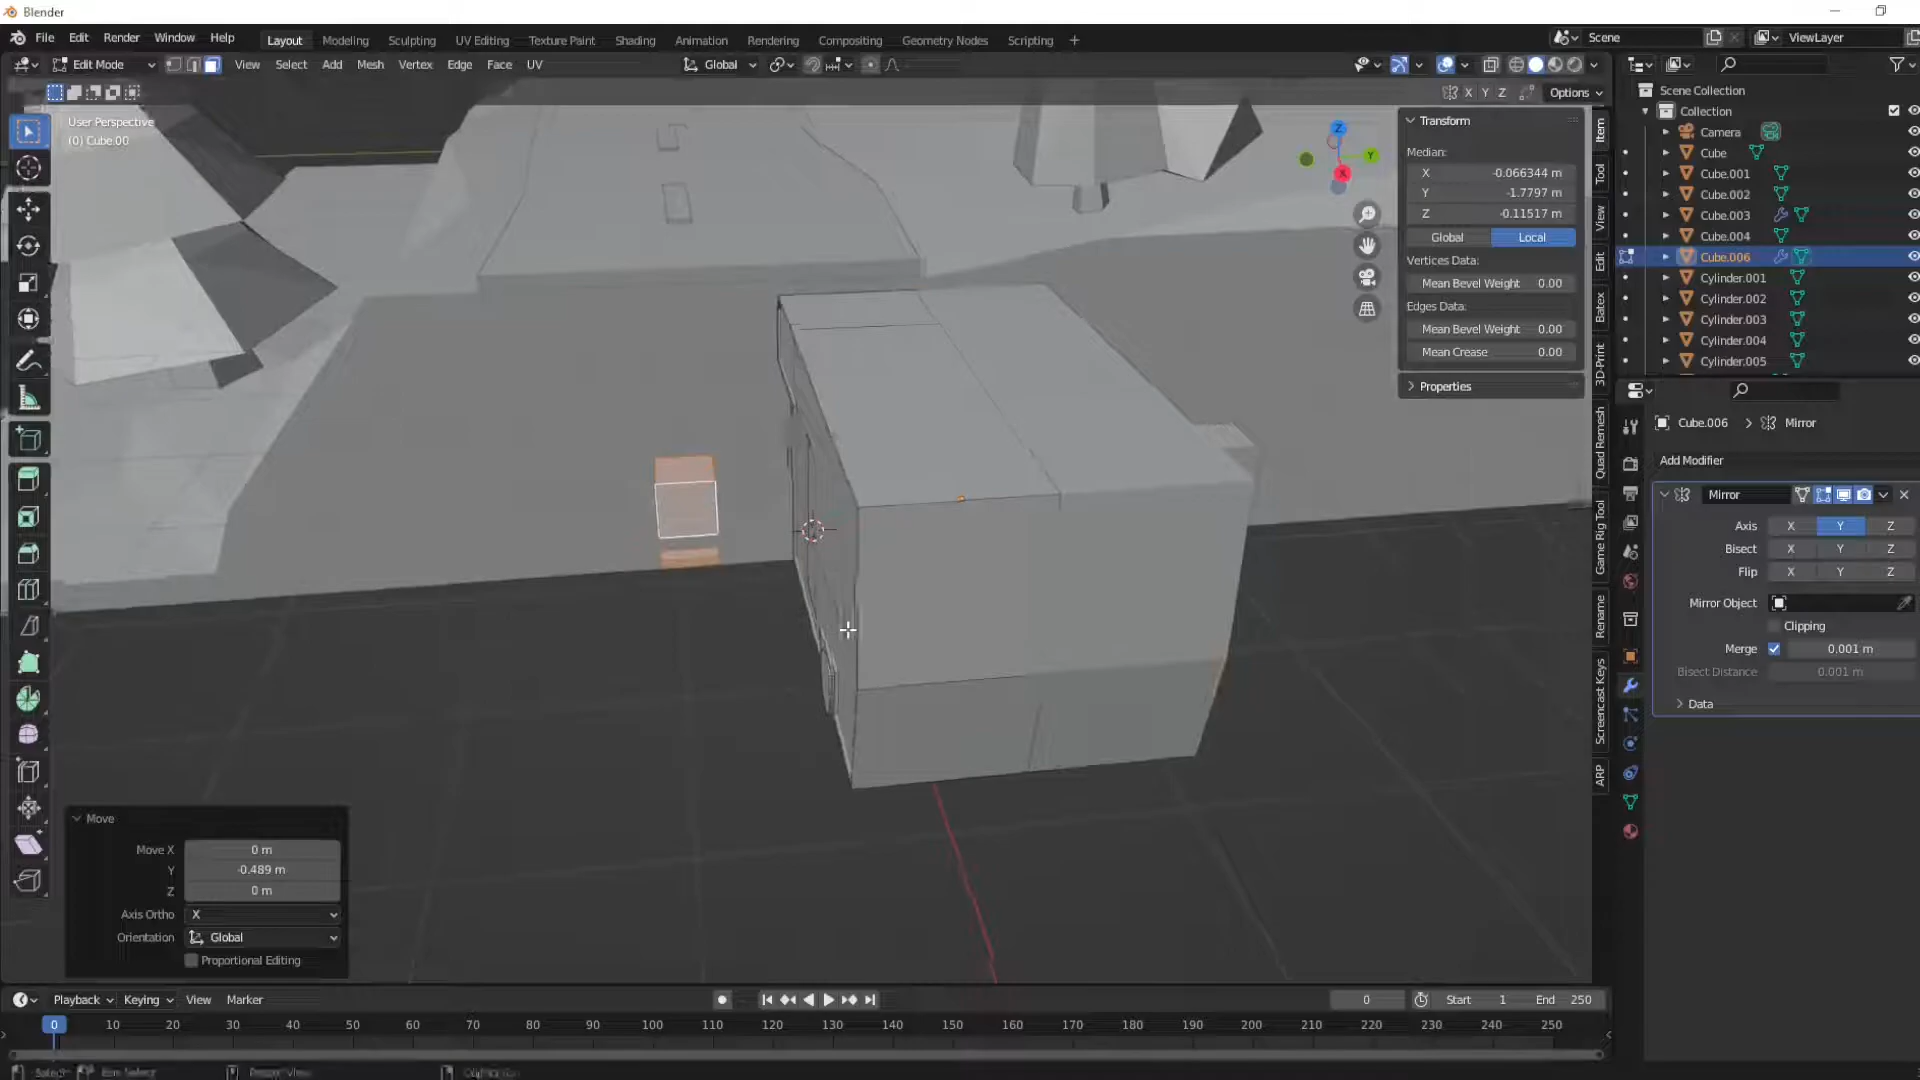 Blender
File Edit Render Window Help
Layout Modeling Sculpting UV Editing Texture Paint Shading Animation Rendering Compositing Geometry Nodes Scripting +
Scene
ViewLayer
Edit Mode
View Select Add Mesh Vertex Edge Face UV
Global
X Y Z
Options
User Perspective
(0) Cube.00
Z
Y
X
Transform
Median:
X -0.066344 m
Y -1.7797 m
Z -0.11517 m
Global Local
Vertices Data:
Mean Bevel Weight 0.00
Edges Data:
Mean Bevel Weight 0.00
Mean Crease 0.00
Properties
Item
Tool
View
Edit
Batex
3D-Print
Quad Remesh
Game Rig Tool
Rename
Screencast Keys
ARP
Scene Collection
Collection
Camera
Cube
Cube.001
Cube.002
Cube.003
Cube.004
Cube.006
Cylinder.001
Cylinder.002
Cylinder.003
Cylinder.004
Cylinder.005
Cube.006 > Mirror
Add Modifier
Mirror
Axis X Y Z
Bisect X Y Z
Flip X Y Z
Mirror Object
Clipping
Merge 0.001 m
Bisect Distance 0.001 m
Data
Move
Move X 0 m
Y -0.489 m
Z 0 m
Axis Ortho X
Orientation Global
Proportional Editing
Playback Keying View Marker
0 Start 1 End 250
0 10 20 30 40 50 60 70 80 90 100 110 120 130 140 150 160 170 180 190 200 210 220 230 240 250